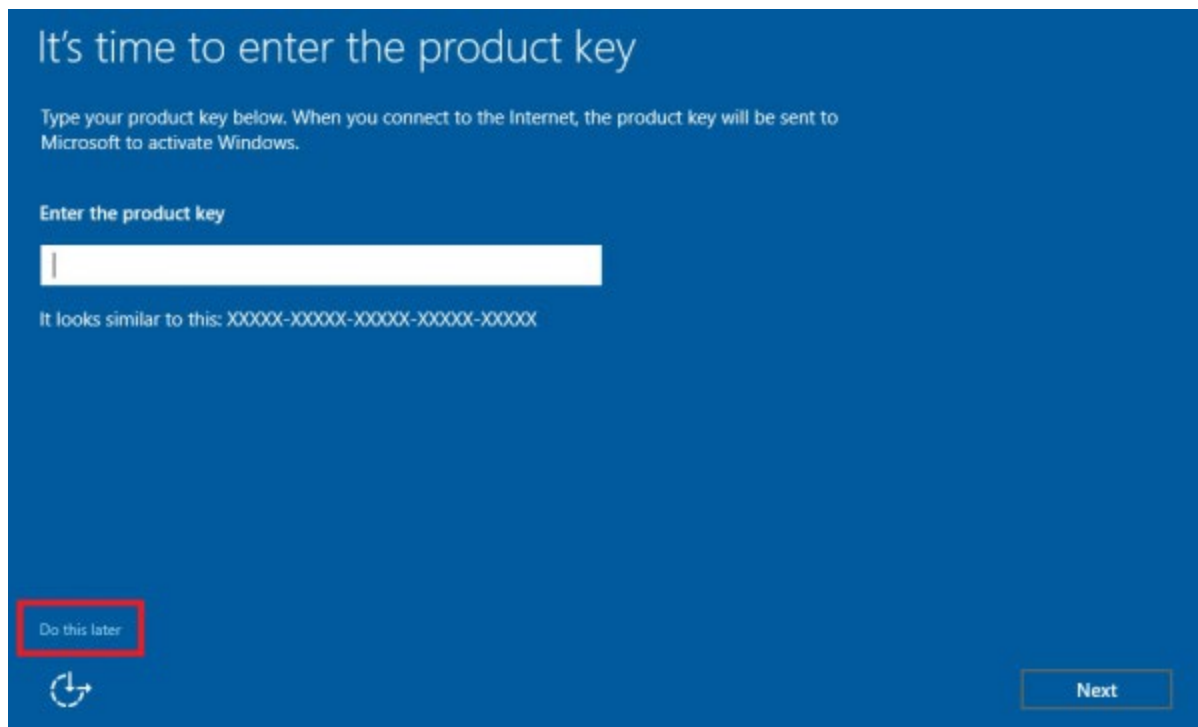 It's time to enter the product key
Type your product key below. When you connect to the Internet, the product key will be sent to
Microsoft to activate Windows.
Enter the product key
It looks similar to this: XXXXX-XXXXX-XXXXX-XXXXX-XXXXX
Do this later
Next